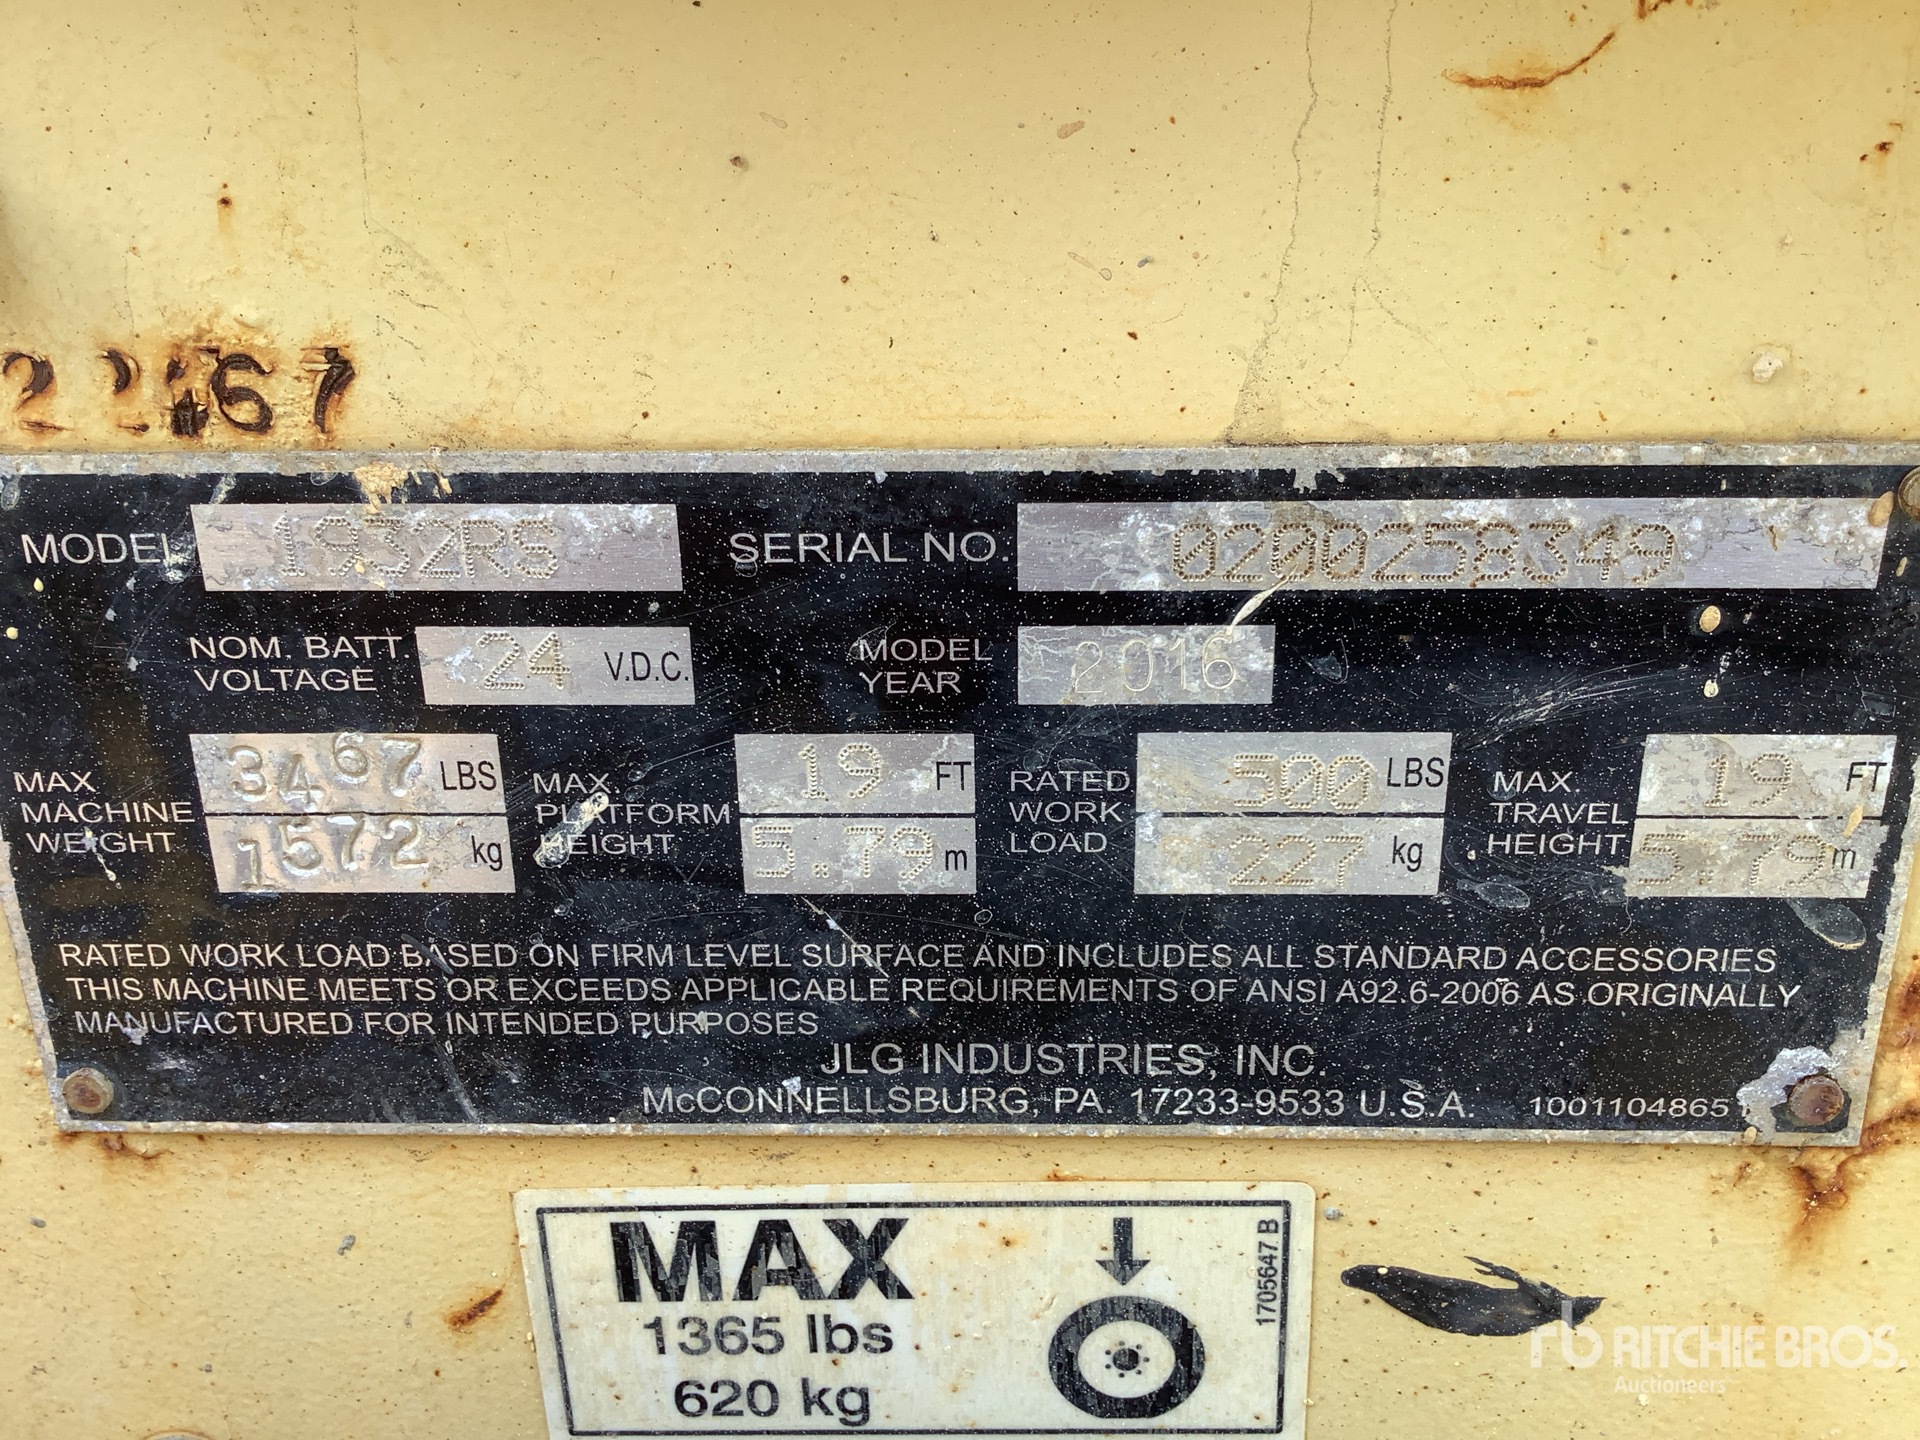 67
MODEL 1932RS SERIAL NO. 0200258349
NOM. BATT. VOLTAGE 24 V.D.C. MODEL YEAR 2016
MAX MACHINE WEIGHT 3467 LBS 1572 kg MAX. PLATFORM HEIGHT 19 FT 5.79 m RATED WORK LOAD 500 LBS 227 kg MAX. TRAVEL HEIGHT 19 FT 5.79 m
RATED WORK LOAD BASED ON FIRM LEVEL SURFACE AND INCLUDES ALL STANDARD ACCESSORIES
THIS MACHINE MEETS OR EXCEEDS APPLICABLE REQUIREMENTS OF ANSI A92.6-2006 AS ORIGINALLY
MANUFACTURED FOR INTENDED PURPOSES
JLG INDUSTRIES, INC.
McCONNELLSBURG, PA. 17233-9533 U.S.A. 1001104865
MAX
1365 lbs
620 kg
1705647 B
rb RITCHIE BROS
Auctioneers